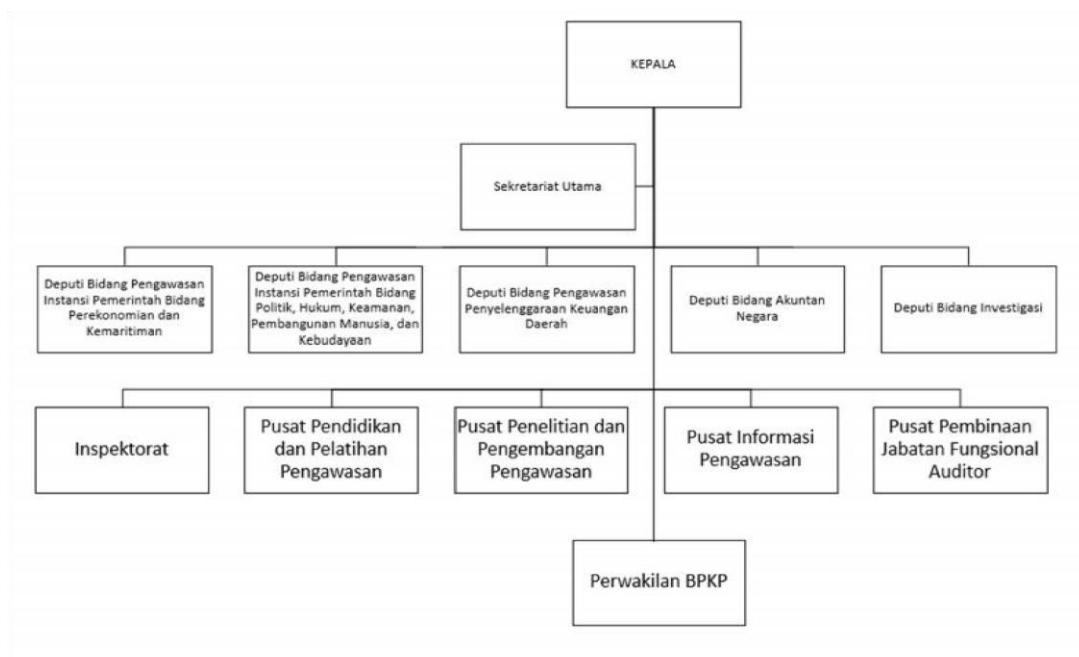 KEPALA
Sekretariat Utama
Deputi Bidang Pengawasan
Instansi Pemerintah Bidang
Perekonomian dan
Kemaritiman
Deputi Bidang Pengawasan
Instansi Pemerintah Bidang
Politik, Hukum, Keamanan,
Pembangunan Manusia, dan
Kebudayaan
Deputi Bidang Pengawasan
Penyelenggaraan Keuangan
Daerah
Deputi Bidang Akuntan
Negara
Deputi Bidang Investigasi
Inspektorat
Pusat Pendidikan
dan Pelatihan
Pengawasan
Pusat Penelitian dan
Pengembangan
Pengawasan
Pusat Informasi
Pengawasan
Pusat Pembinaan
Jabatan Fungsional
Auditor
Perwakilan BPKP